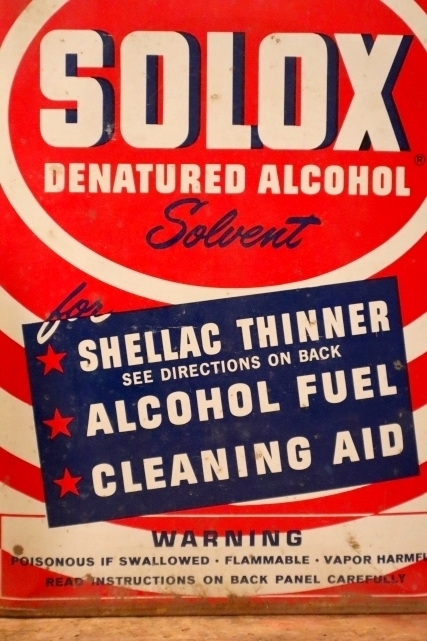 SOLOX®
DENATURED ALCOHOL
Solvent
for
SHELLAC THINNER
SEE DIRECTIONS ON BACK
ALCOHOL FUEL
CLEANING AID
WARNING
POISONOUS IF SWALLOWED · FLAMMABLE · VAPOR HARMFU
READ INSTRUCTIONS ON BACK PANEL CAREFULLY